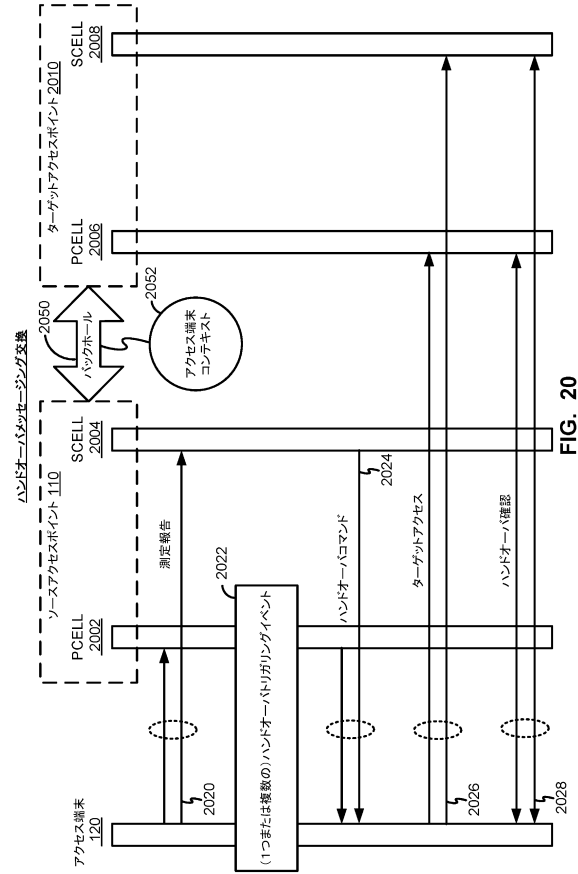 ハンドオーバメッセージング交換
ソースアクセスポイント 110
ターゲットアクセスポイント 2010
2050
バックホール
2052
アクセス端末
コンテキスト
アクセス端末
120
PCELL
2002
SCELL
2004
PCELL
2006
SCELL
2008
測定報告
2020
2022
(1つまたは複数の)ハンドオーバトリガリングイベント
ハンドオーバコマンド
2024
ターゲットアクセス
2026
ハンドオーバ確認
2028
FIG. 20